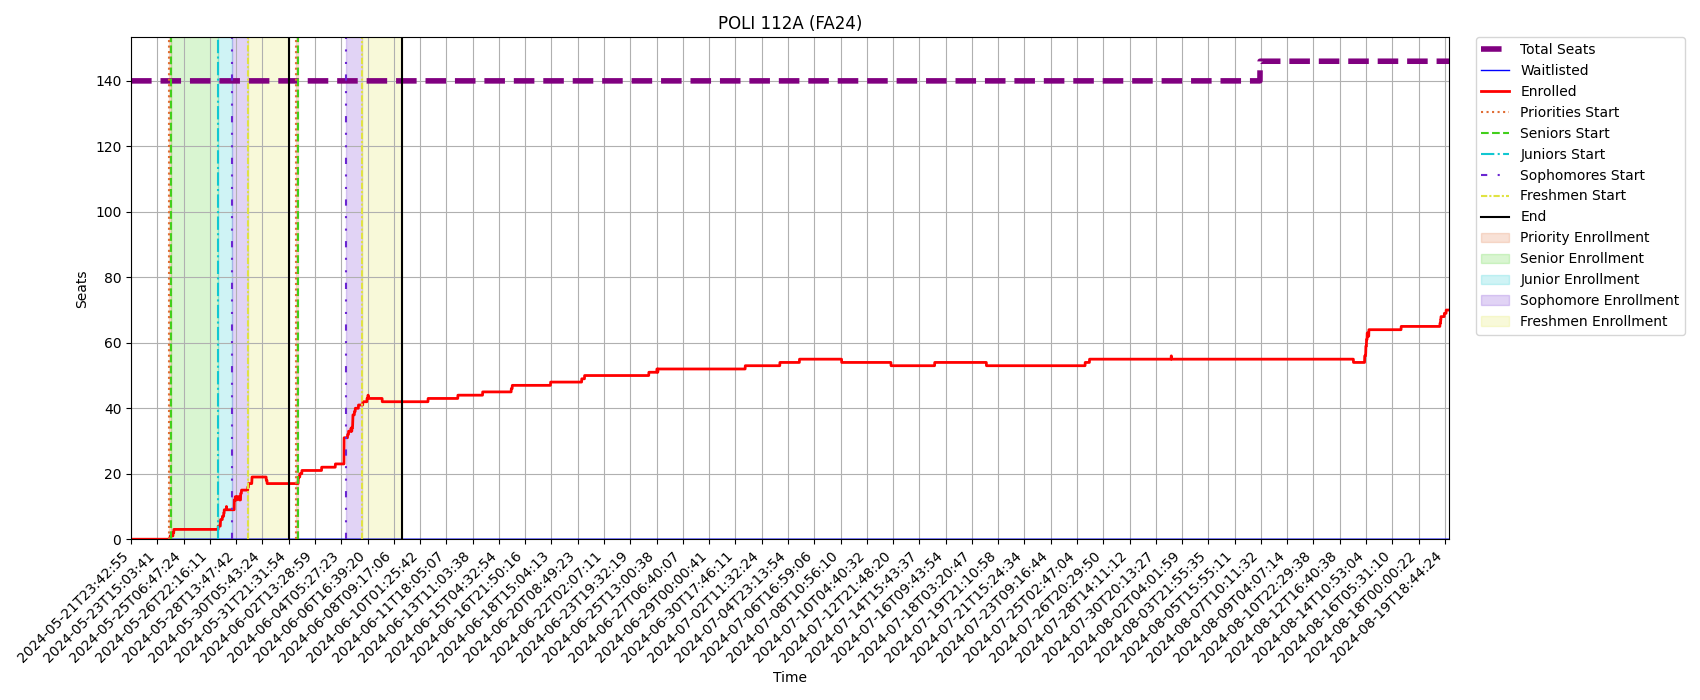 POLI 112A (FA24)
Seats
140
120
100
80
60
40
20
0
2024-05-21T23:42:55
2024-05-23T15:03:41
2024-05-25T06:47:24
2024-05-26T22:16:11
2024-05-28T13:47:42
2024-05-30T05:43:24
2024-05-31T21:31:54
2024-06-02T13:28:59
2024-06-04T05:27:23
2024-06-06T16:39:20
2024-06-08T09:17:06
2024-06-10T01:25:42
2024-06-11T18:05:07
2024-06-13T11:03:38
2024-06-15T04:32:54
2024-06-16T21:50:16
2024-06-18T15:04:13
2024-06-20T08:49:23
2024-06-22T02:07:11
2024-06-23T19:32:19
2024-06-25T13:00:38
2024-06-27T06:40:07
2024-06-29T00:00:41
2024-06-30T17:46:11
2024-07-02T11:32:24
2024-07-04T23:13:54
2024-07-06T16:59:06
2024-07-08T10:56:10
2024-07-10T04:40:32
2024-07-12T21:48:20
2024-07-14T15:43:37
2024-07-16T09:43:54
2024-07-18T03:20:47
2024-07-19T21:10:58
2024-07-21T15:24:34
2024-07-23T09:16:44
2024-07-25T02:47:04
2024-07-26T20:29:50
2024-07-28T14:11:12
2024-07-30T20:13:27
2024-08-02T04:01:59
2024-08-03T21:55:35
2024-08-05T15:55:11
2024-08-07T10:11:32
2024-08-09T04:07:14
2024-08-10T22:29:38
2024-08-12T16:40:38
2024-08-14T10:53:04
2024-08-16T05:31:10
2024-08-18T00:00:22
2024-08-19T18:44:24
Time
Total Seats
Waitlisted
Enrolled
Priorities Start
Seniors Start
Juniors Start
Sophomores Start
Freshmen Start
End
Priority Enrollment
Senior Enrollment
Junior Enrollment
Sophomore Enrollment
Freshmen Enrollment